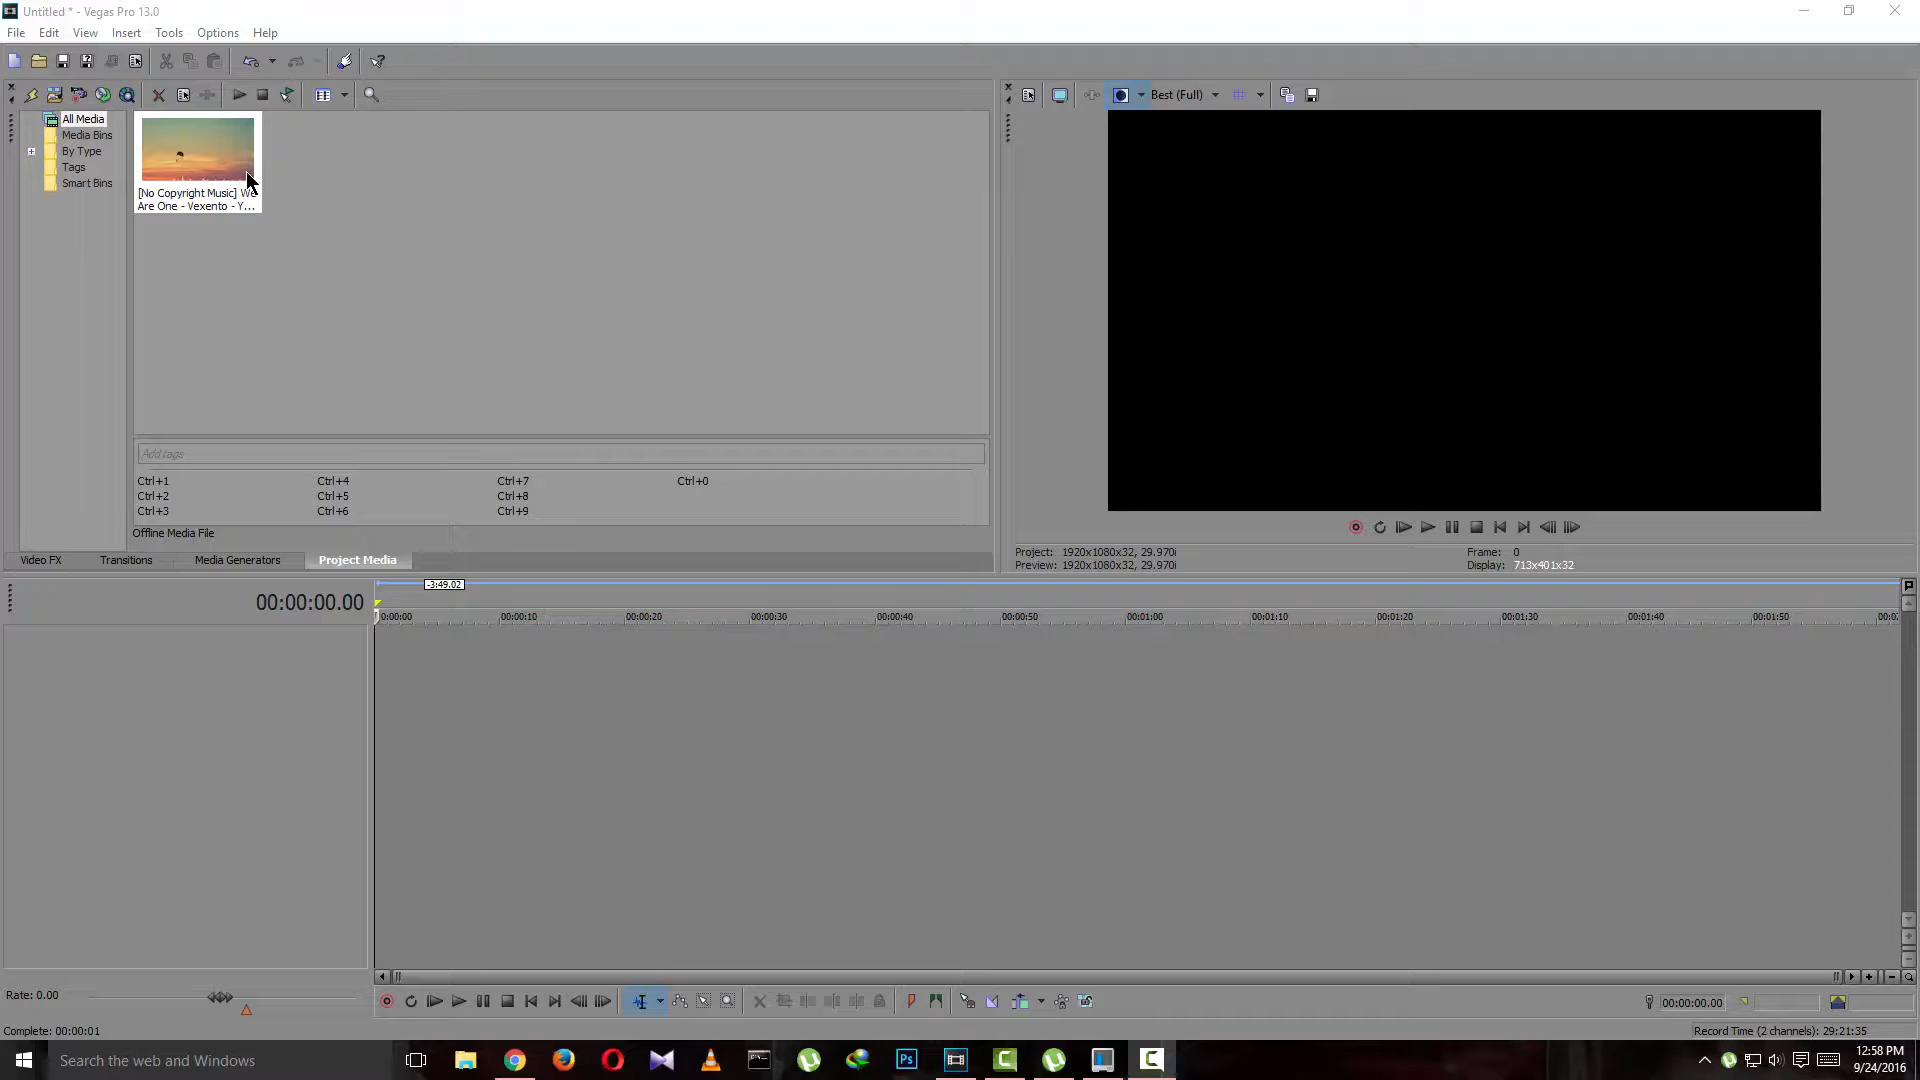 Untitled * - Vegas Pro 13.0
File Edit View Insert Tools Options Help
Best (Full)
All Media
Media Bins
By Type
Tags
Smart Bins
[No Copyright Music] We
Are One - Vexento - Y...
Add tags
Ctrl+1 Ctrl+4 Ctrl+7 Ctrl+0
Ctrl+2 Ctrl+5 Ctrl+8
Ctrl+3 Ctrl+6 Ctrl+9
Offline Media File
Video FX Transitions Media Generators Project Media
Project: 1920x1080x32, 29.970i Frame: 0
Preview: 1920x1080x32, 29.970i Display: 713x401x32
-3:49.02
00:00:00.00
0:00:00 00:00:10 00:00:20 00:00:30 00:00:40 00:00:50 00:01:00 00:01:10 00:01:20 00:01:30 00:01:40 00:01:50 00:0
Rate: 0.00
00:00:00.00
Complete: 00:00:01
Record Time (2 channels): 29:21:35
Search the web and Windows
Ps
12:58 PM
9/24/2016